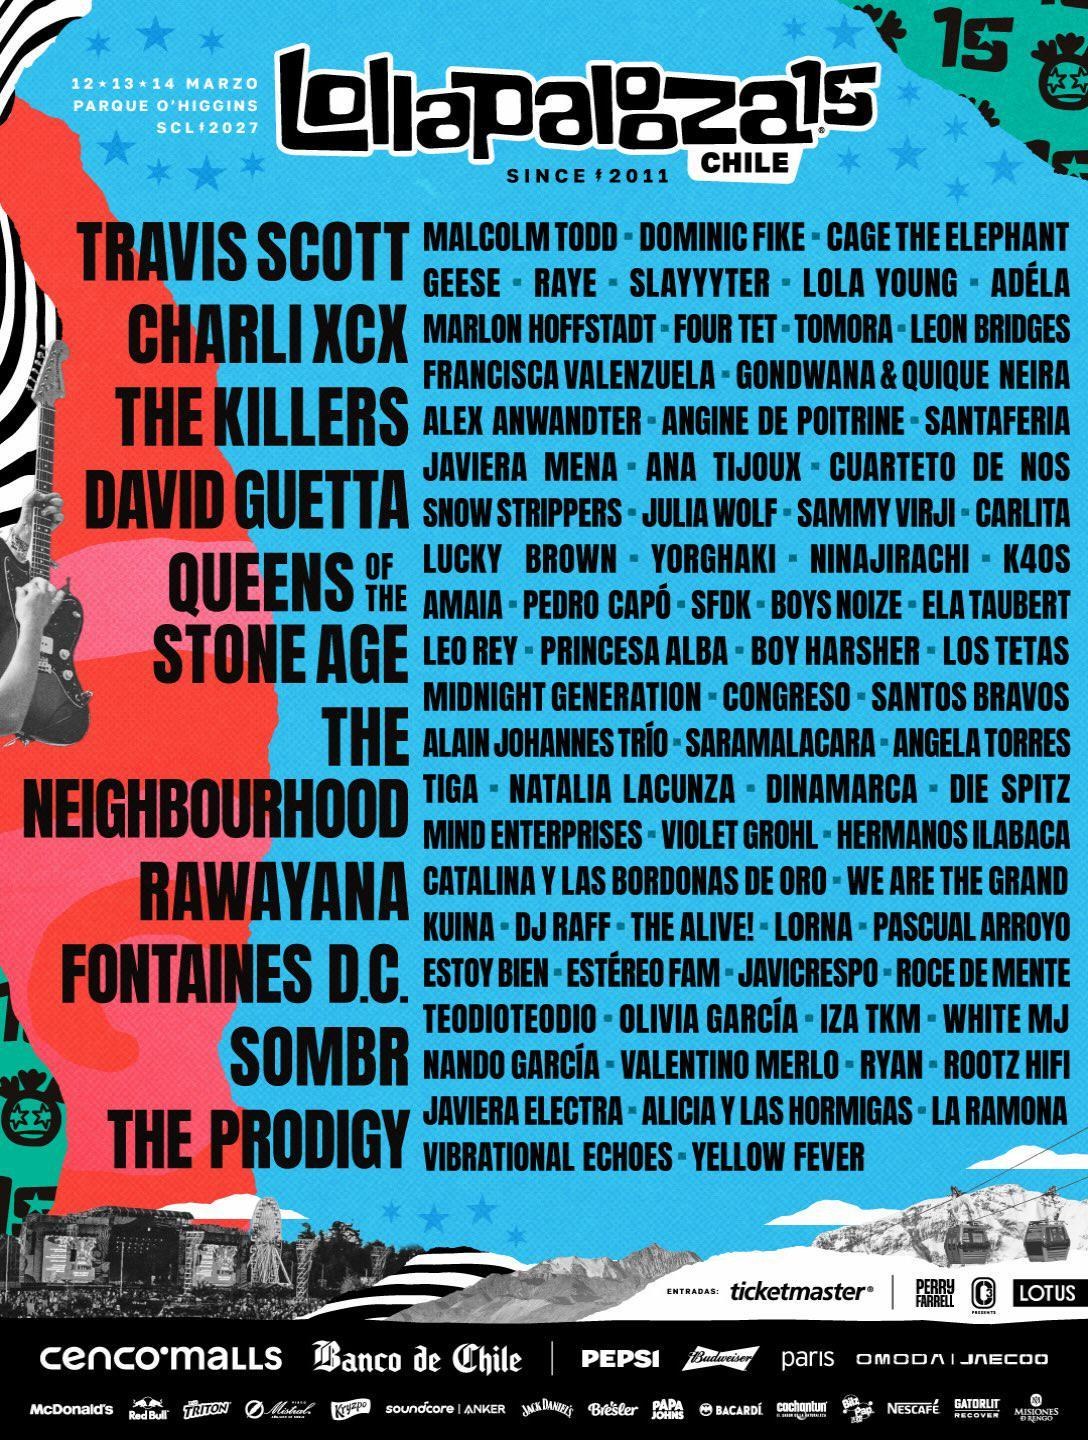 12★13★14 MARZO
PARQUE O'HIGGINS
SCL 2027
Lollapalooza 15
CHILE
SINCE 2011
15
TRAVIS SCOTT
CHARLI XCX
THE KILLERS
DAVID GUETTA
QUEENS OF THE
STONE AGE
THE
NEIGHBOURHOOD
RAWAYANA
FONTAINES D.C.
SOMBR
THE PRODIGY
MALCOLM TODD - DOMINIC FIKE - CAGE THE ELEPHANT
GEESE - RAYE - SLAYYYTER - LOLA YOUNG - ADÉLA
MARLON HOFFSTADT - FOUR TET - TOMORA - LEON BRIDGES
FRANCISCA VALENZUELA - GONDWANA & QUIQUE NEIRA
ALEX ANWANDTER - ANGINE DE POITRINE - SANTAFERIA
JAVIERA MENA - ANA TIJOUX - CUARTETO DE NOS
SNOW STRIPPERS - JULIA WOLF - SAMMY VIRJI - CARLITA
LUCKY BROWN - YORGHAKI - NINAJIRACHI - K4OS
AMAIA - PEDRO CAPÓ - SFDK - BOYS NOIZE - ELA TAUBERT
LEO REY - PRINCESA ALBA - BOY HARSHER - LOS TETAS
MIDNIGHT GENERATION - CONGRESO - SANTOS BRAVOS
ALAIN JOHANNES TRÍO - SARAMALACARA - ANGELA TORRES
TIGA - NATALIA LACUNZA - DINAMARCA - DIE SPITZ
MIND ENTERPRISES - VIOLET GROHL - HERMANOS ILABACA
CATALINA Y LAS BORDONAS DE ORO - WE ARE THE GRAND
KUINA - DJ RAFF - THE ALIVE! - LORNA - PASCUAL ARROYO
ESTOY BIEN - ESTÉREO FAM - JAVICRESPO - ROCE DE MENTE
TEODIOTEODIO - OLIVIA GARCÍA - IZA TKM - WHITE MJ
NANDO GARCÍA - VALENTINO MERLO - RYAN - ROOTZ HIFI
JAVIERA ELECTRA - ALICIA Y LAS HORMIGAS - LA RAMONA
VIBRATIONAL ECHOES - YELLOW FEVER
ENTRADAS: ticketmaster® | PERRY FARRELL C3 PRESENTS LOTUS
cenco·malls Banco de Chile | PEPSI Budweiser paris OMODA | JAECOO
McDonald's Red Bull TRITON Mistral Kryzpo soundcore | ANKER JACK DANIEL'S Bresler PAPA JOHNS BACARDÍ cachantun NESCAFÉ GATORLIT RECOVER MISIONES DE RENGO